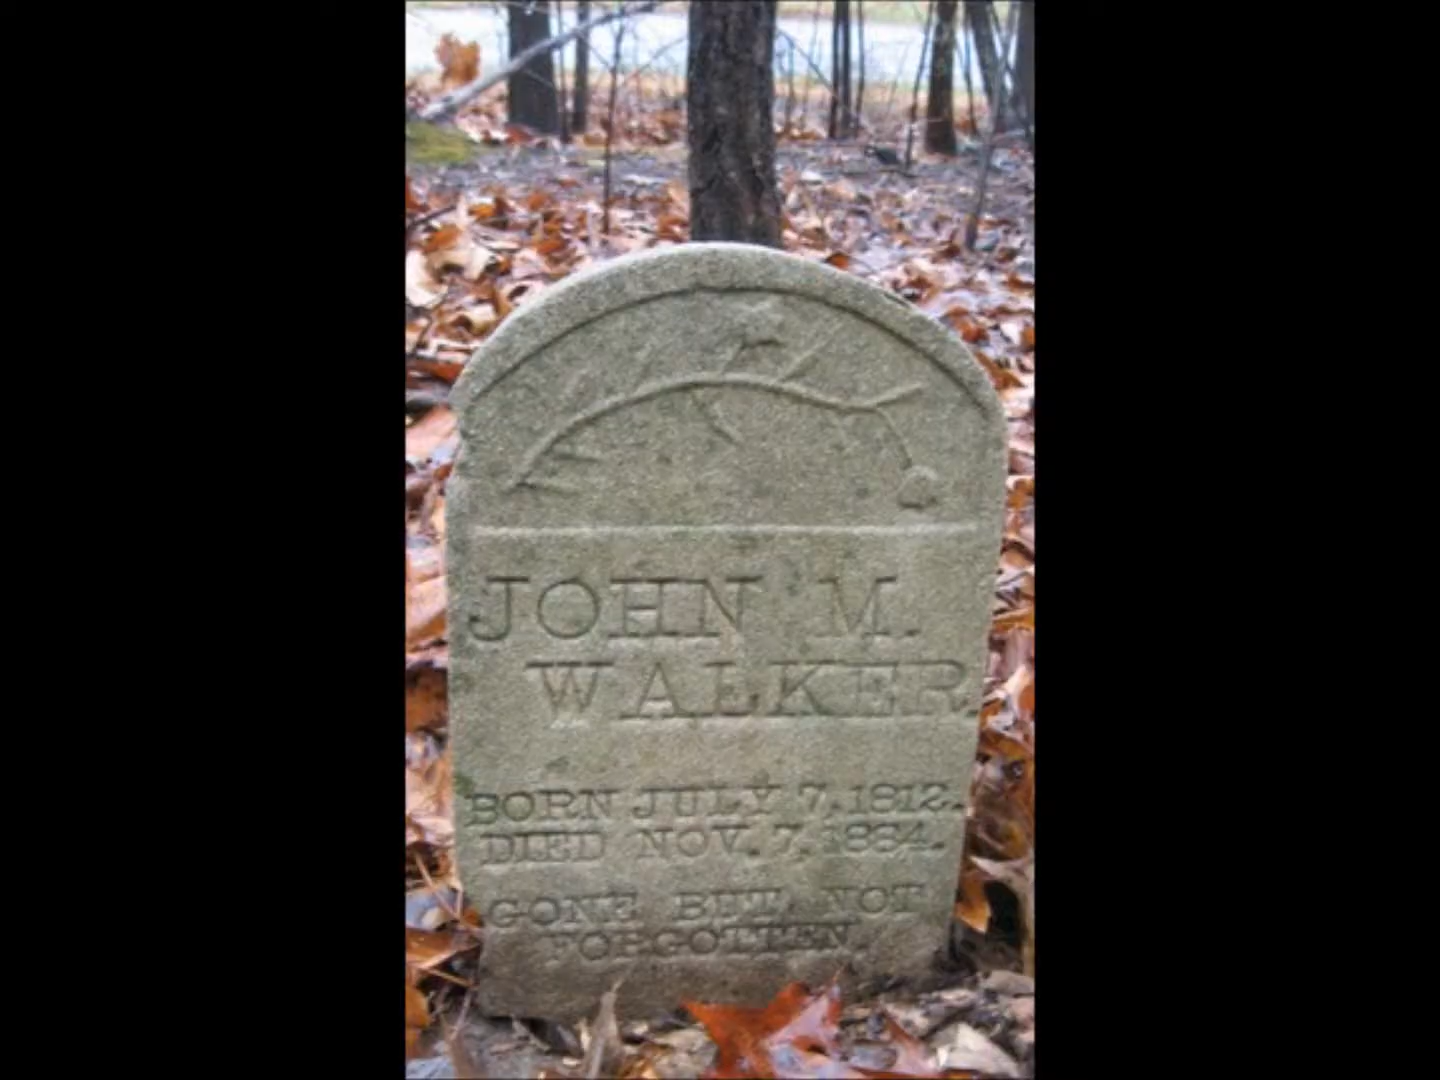 JOHN M.
WALKER.
BORN JULY 7, 1812.
DIED NOV. 7, 1884.
GONE BUT NOT
FORGOTTEN.